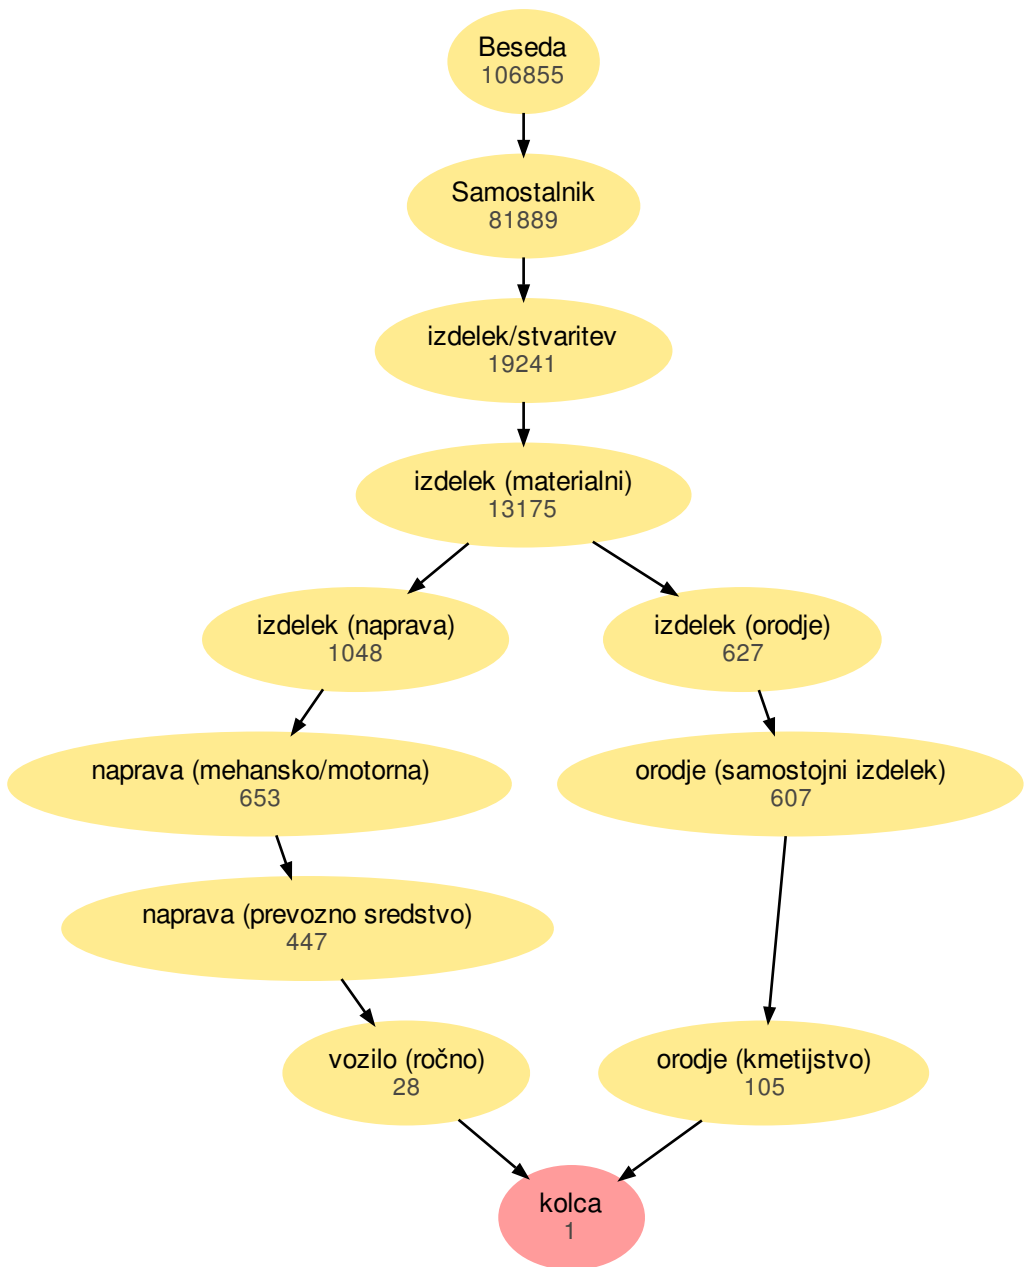 Beseda
106855
Samostalnik
81889
izdelek/stvaritev
19241
izdelek (materialni)
13175
izdelek (naprava)
1048
izdelek (orodje)
627
naprava (mehansko/motorna)
653
orodje (samostojni izdelek)
607
naprava (prevozno sredstvo)
447
vozilo (ročno)
28
orodje (kmetijstvo)
105
kolca
1